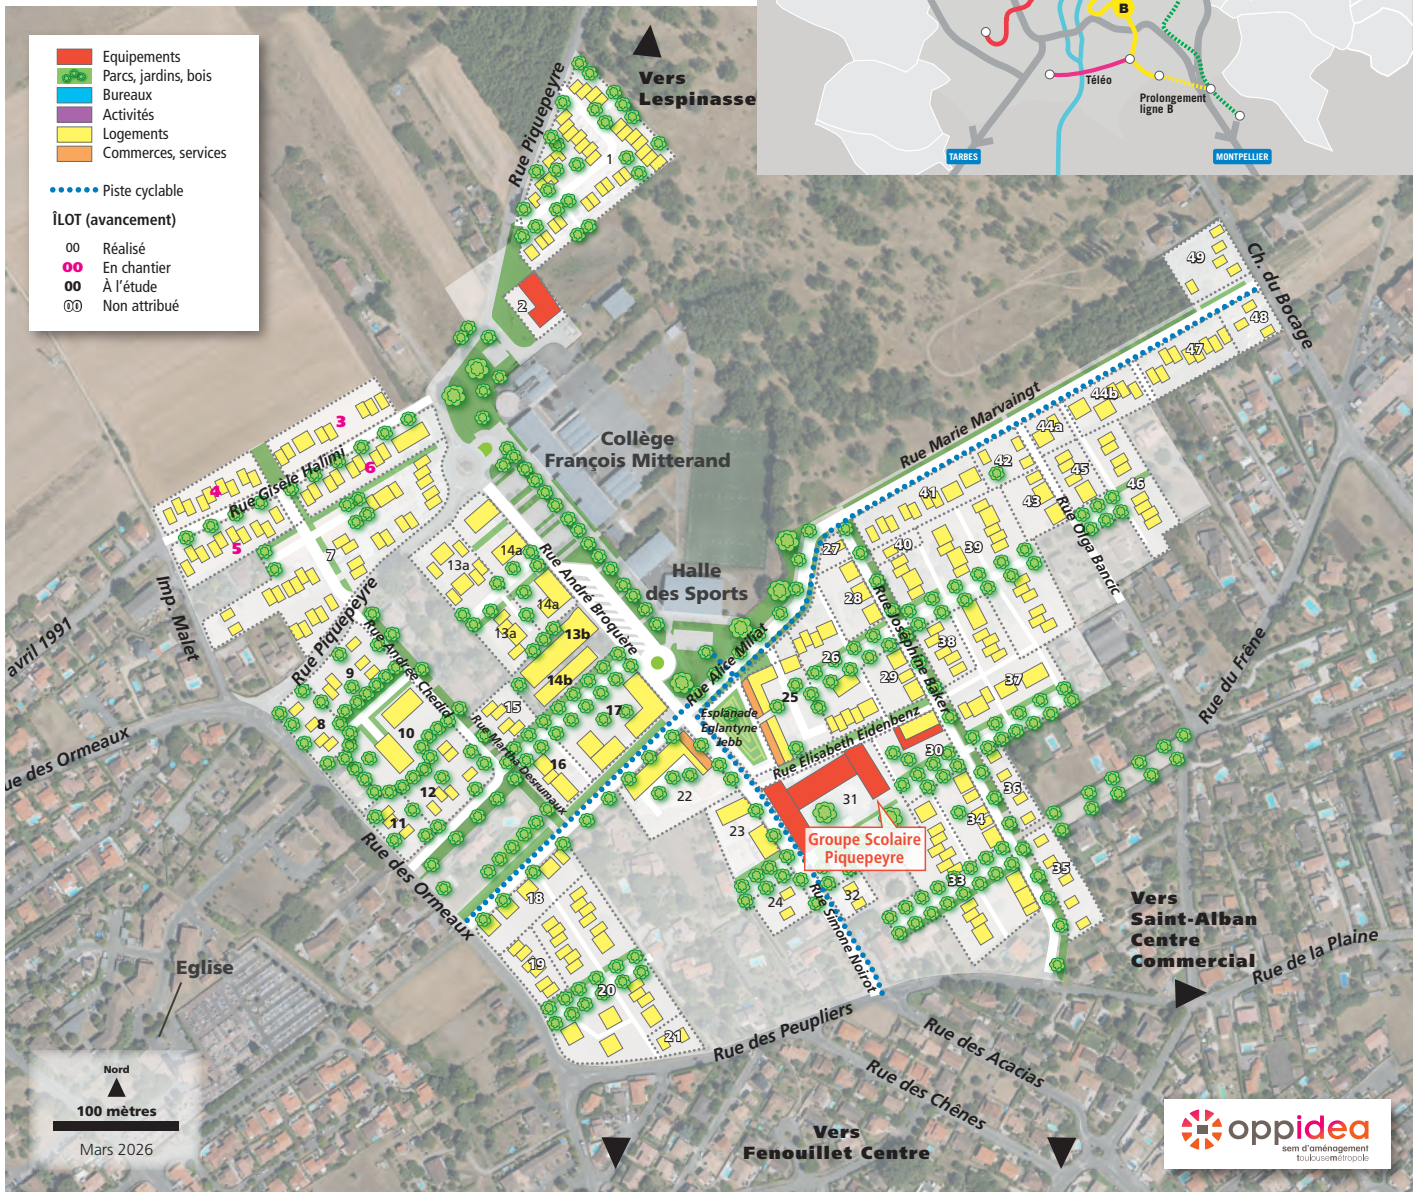 Equipements
Parcs, jardins, bois
Bureaux
Activités
Logements
Commerces, services
Piste cyclable
ÎLOT (avancement)
00 Réalisé
00 En chantier
00 À l'étude
00 Non attribué
B
Téléo
Prolongement
ligne B
TARBES
MONTPELLIER
Vers
Lespinasse
Rue Piquepeyre
1
2
3
6
4
5
Rue Gisèle Halimi
7
Imp. Malet
avril 1991
Rue Piquepeyre
Collège
François Mitterand
Halle
des Sports
Rue Marie Marvaingt
Ch. du Bocage
49
48
47
44b
44a
42
45
46
43
41
40
39
27
28
38
37
26
29
25
30
36
34
33
35
31
32
Rue Olga Bancic
Rue Joséphine Baker
Rue du Frêne
13a
14a
14a
13a
13b
14b
15
17
16
Rue André Broquère
Rue Andrée Chedid
Rue Martha Desrumaux
9
8
10
12
11
Rue Alice Miliat
Esplanade
Eglantyne
Jebb
Rue Elisabeth Eidenbenz
22
23
24
Groupe Scolaire
Piquepeyre
Rue Simone Noirot
Rue des Ormeaux
Rue des Ormeaux
18
19
20
21
Eglise
Rue des Peupliers
Rue des Acacias
Rue des Chênes
Rue de la Plaine
Vers
Saint-Alban
Centre
Commercial
Vers
Fenouillet Centre
Nord
100 mètres
Mars 2026
oppidea
sem d'aménagement
toulousemétropole